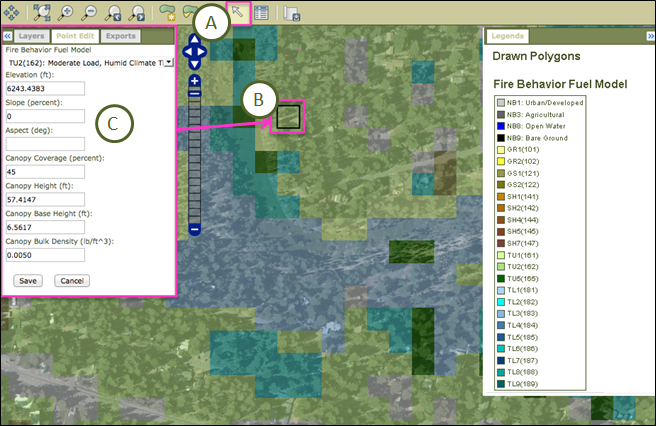 A
Layers
Point Edit
Exports
Fire Behavior Fuel Model
TU2(162): Moderate Load, Humid Climate T
Elevation (ft):
6243.4383
Slope (percent):
0
Aspect (deg):
Canopy Coverage (percent):
45
Canopy Height (ft):
57.4147
Canopy Base Height (ft):
6.5617
Canopy Bulk Density (lb/ft^3):
0.0050
Save
Cancel
C
B
Legends
Drawn Polygons
Fire Behavior Fuel Model
NB1: Urban/Developed
NB3: Agricultural
NB8: Open Water
NB9: Bare Ground
GR1(101)
GR2(102)
GS1(121)
GS2(122)
SH1(141)
SH2(142)
SH4(144)
SH5(145)
SH7(147)
TU1(161)
TU2(162)
TU5(165)
TL1(181)
TL2(182)
TL3(183)
TL4(184)
TL5(185)
TL6(186)
TL7(187)
TL8(188)
TL9(189)